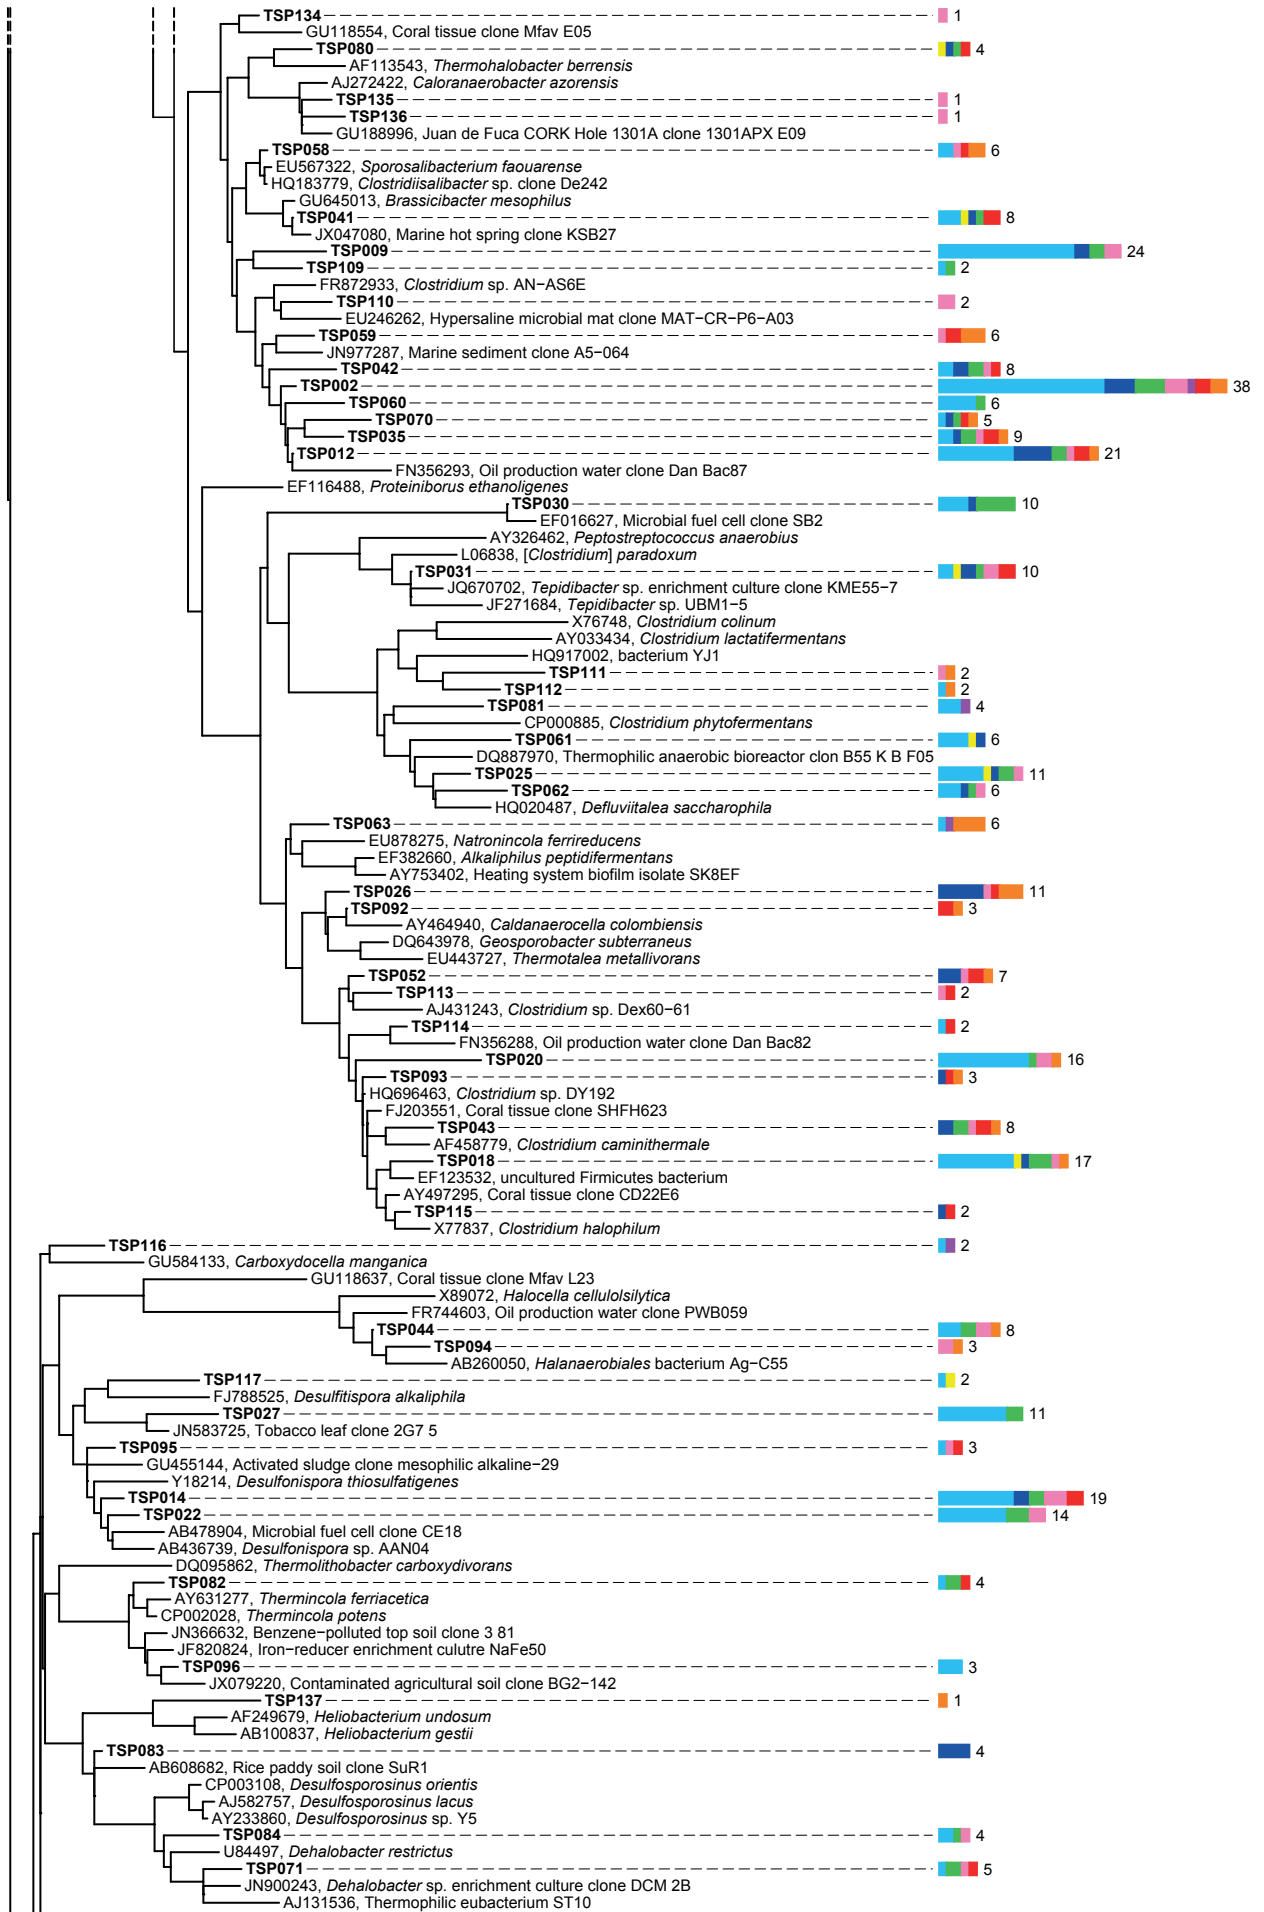 TSP134 1
GU118554, Coral tissue clone Mfav E05
TSP080 4
AF113543, Thermohalobacter berrensis
AJ272422, Caloranaerobacter azorensis
TSP135 1
TSP136 1
GU188996, Juan de Fuca CORK Hole 1301A clone 1301APX E09
TSP058 6
EU567322, Sporosalibacterium faouarense
HQ183779, Clostridiisalibacter sp. clone De242
GU645013, Brassicibacter mesophilus
TSP041 8
JX047080, Marine hot spring clone KSB27
TSP009 24
TSP109 2
FR872933, Clostridium sp. AN−AS6E
TSP110 2
EU246262, Hypersaline microbial mat clone MAT−CR−P6−A03
TSP059 6
JN977287, Marine sediment clone A5−064
TSP042 8
TSP002 38
TSP060 6
TSP070 5
TSP035 9
TSP012 21
FN356293, Oil production water clone Dan Bac87
EF116488, Proteiniborus ethanoligenes
TSP030 10
EF016627, Microbial fuel cell clone SB2
AY326462, Peptostreptococcus anaerobius
L06838, [Clostridium] paradoxum
TSP031 10
JQ670702, Tepidibacter sp. enrichment culture clone KME55−7
JF271684, Tepidibacter sp. UBM1−5
X76748, Clostridium colinum
AY033434, Clostridium lactatifermentans
HQ917002, bacterium YJ1
TSP111 2
TSP112 2
TSP081 4
CP000885, Clostridium phytofermentans
TSP061 6
DQ887970, Thermophilic anaerobic bioreactor clon B55 K B F05
TSP025 11
TSP062 6
HQ020487, Defluviitalea saccharophila
TSP063 6
EU878275, Natronincola ferrireducens
EF382660, Alkaliphilus peptidifermentans
AY753402, Heating system biofilm isolate SK8EF
TSP026 11
TSP092 3
AY464940, Caldanaerocella colombiensis
DQ643978, Geosporobacter subterraneus
EU443727, Thermotalea metallivorans
TSP052 7
TSP113 2
AJ431243, Clostridium sp. Dex60−61
TSP114 2
FN356288, Oil production water clone Dan Bac82
TSP020 16
TSP093 3
HQ696463, Clostridium sp. DY192
FJ203551, Coral tissue clone SHFH623
TSP043 8
AF458779, Clostridium caminithermale
TSP018 17
EF123532, uncultured Firmicutes bacterium
AY497295, Coral tissue clone CD22E6
TSP115 2
X77837, Clostridium halophilum
TSP116 2
GU584133, Carboxydocella manganica
GU118637, Coral tissue clone Mfav L23
X89072, Halocella cellulolsilytica
FR744603, Oil production water clone PWB059
TSP044 8
TSP094 3
AB260050, Halanaerobiales bacterium Ag−C55
TSP117 2
FJ788525, Desulfitispora alkaliphila
TSP027 11
JN583725, Tobacco leaf clone 2G7 5
TSP095 3
GU455144, Activated sludge clone mesophilic alkaline−29
Y18214, Desulfonispora thiosulfatigenes
TSP014 19
TSP022 14
AB478904, Microbial fuel cell clone CE18
AB436739, Desulfonispora sp. AAN04
DQ095862, Thermolithobacter carboxydivorans
TSP082 4
AY631277, Thermincola ferriacetica
CP002028, Thermincola potens
JN366632, Benzene−polluted top soil clone 3 81
JF820824, Iron−reducer enrichment culutre NaFe50
TSP096 3
JX079220, Contaminated agricultural soil clone BG2−142
TSP137 1
AF249679, Heliobacterium undosum
AB100837, Heliobacterium gestii
TSP083 4
AB608682, Rice paddy soil clone SuR1
CP003108, Desulfosporosinus orientis
AJ582757, Desulfosporosinus lacus
AY233860, Desulfosporosinus sp. Y5
TSP084 4
U84497, Dehalobacter restrictus
TSP071 5
JN900243, Dehalobacter sp. enrichment culture clone DCM 2B
AJ131536, Thermophilic eubacterium ST10